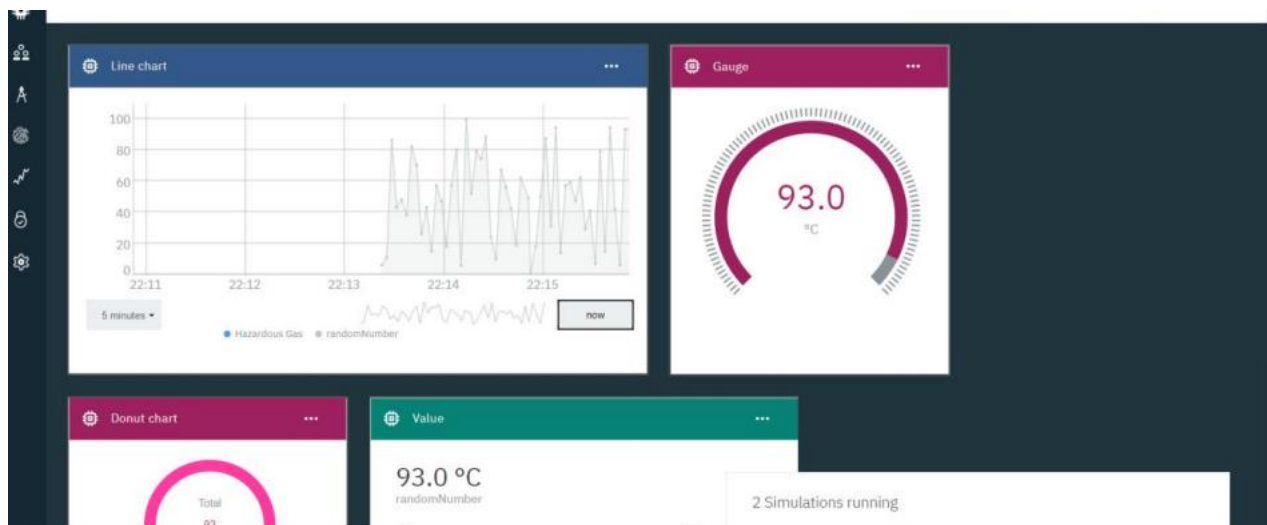 Line chart
...
100
80
60
40
20
0
22:11 22:12 22:13 22:14 22:15
5 minutes
now
Hazardous Gas randomNumber
Gauge
...
93.0
°C
Donut chart
...
Total
93
Value
...
93.0 °C
randomNumber
2 Simulations running